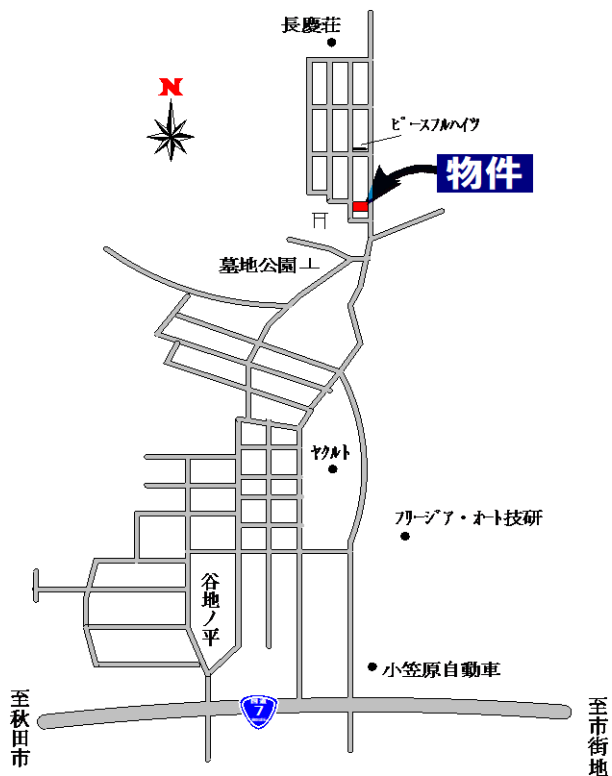 長慶荘
N
ピースフルハイツ
物件
墓地公園
ヤクルト
フリージア・オート技研
谷地ノ平
小笠原自動車
至秋田市
7
至市街地